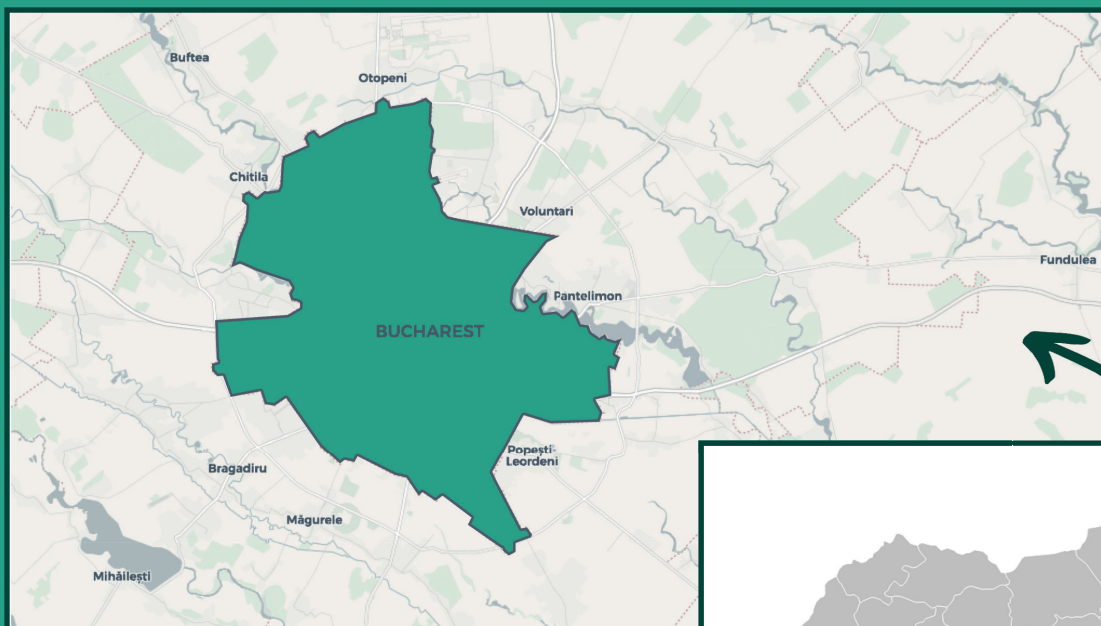 Buftea
Otopeni
Chitila
Voluntari
Fundulea
Pantelimon
BUCHAREST
Popești-
Leordeni
Bragadiru
Măgurele
Mihăilești